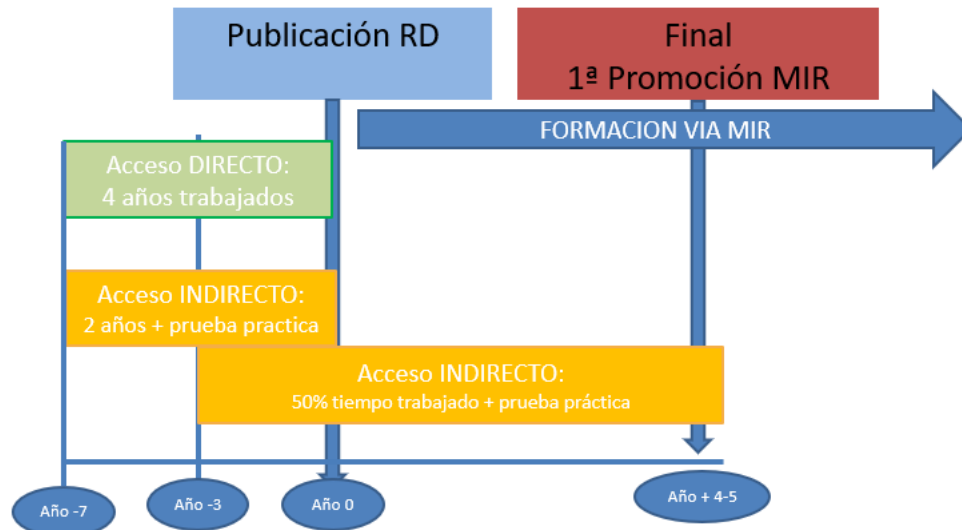 Publicación RD
Final
1ª Promoción MIR
FORMACION VIA MIR
Acceso DIRECTO:
4 años trabajados
Acceso INDIRECTO:
2 años + prueba practica
Acceso INDIRECTO:
50% tiempo trabajado + prueba práctica
Año -7
Año -3
Año 0
Año + 4-5